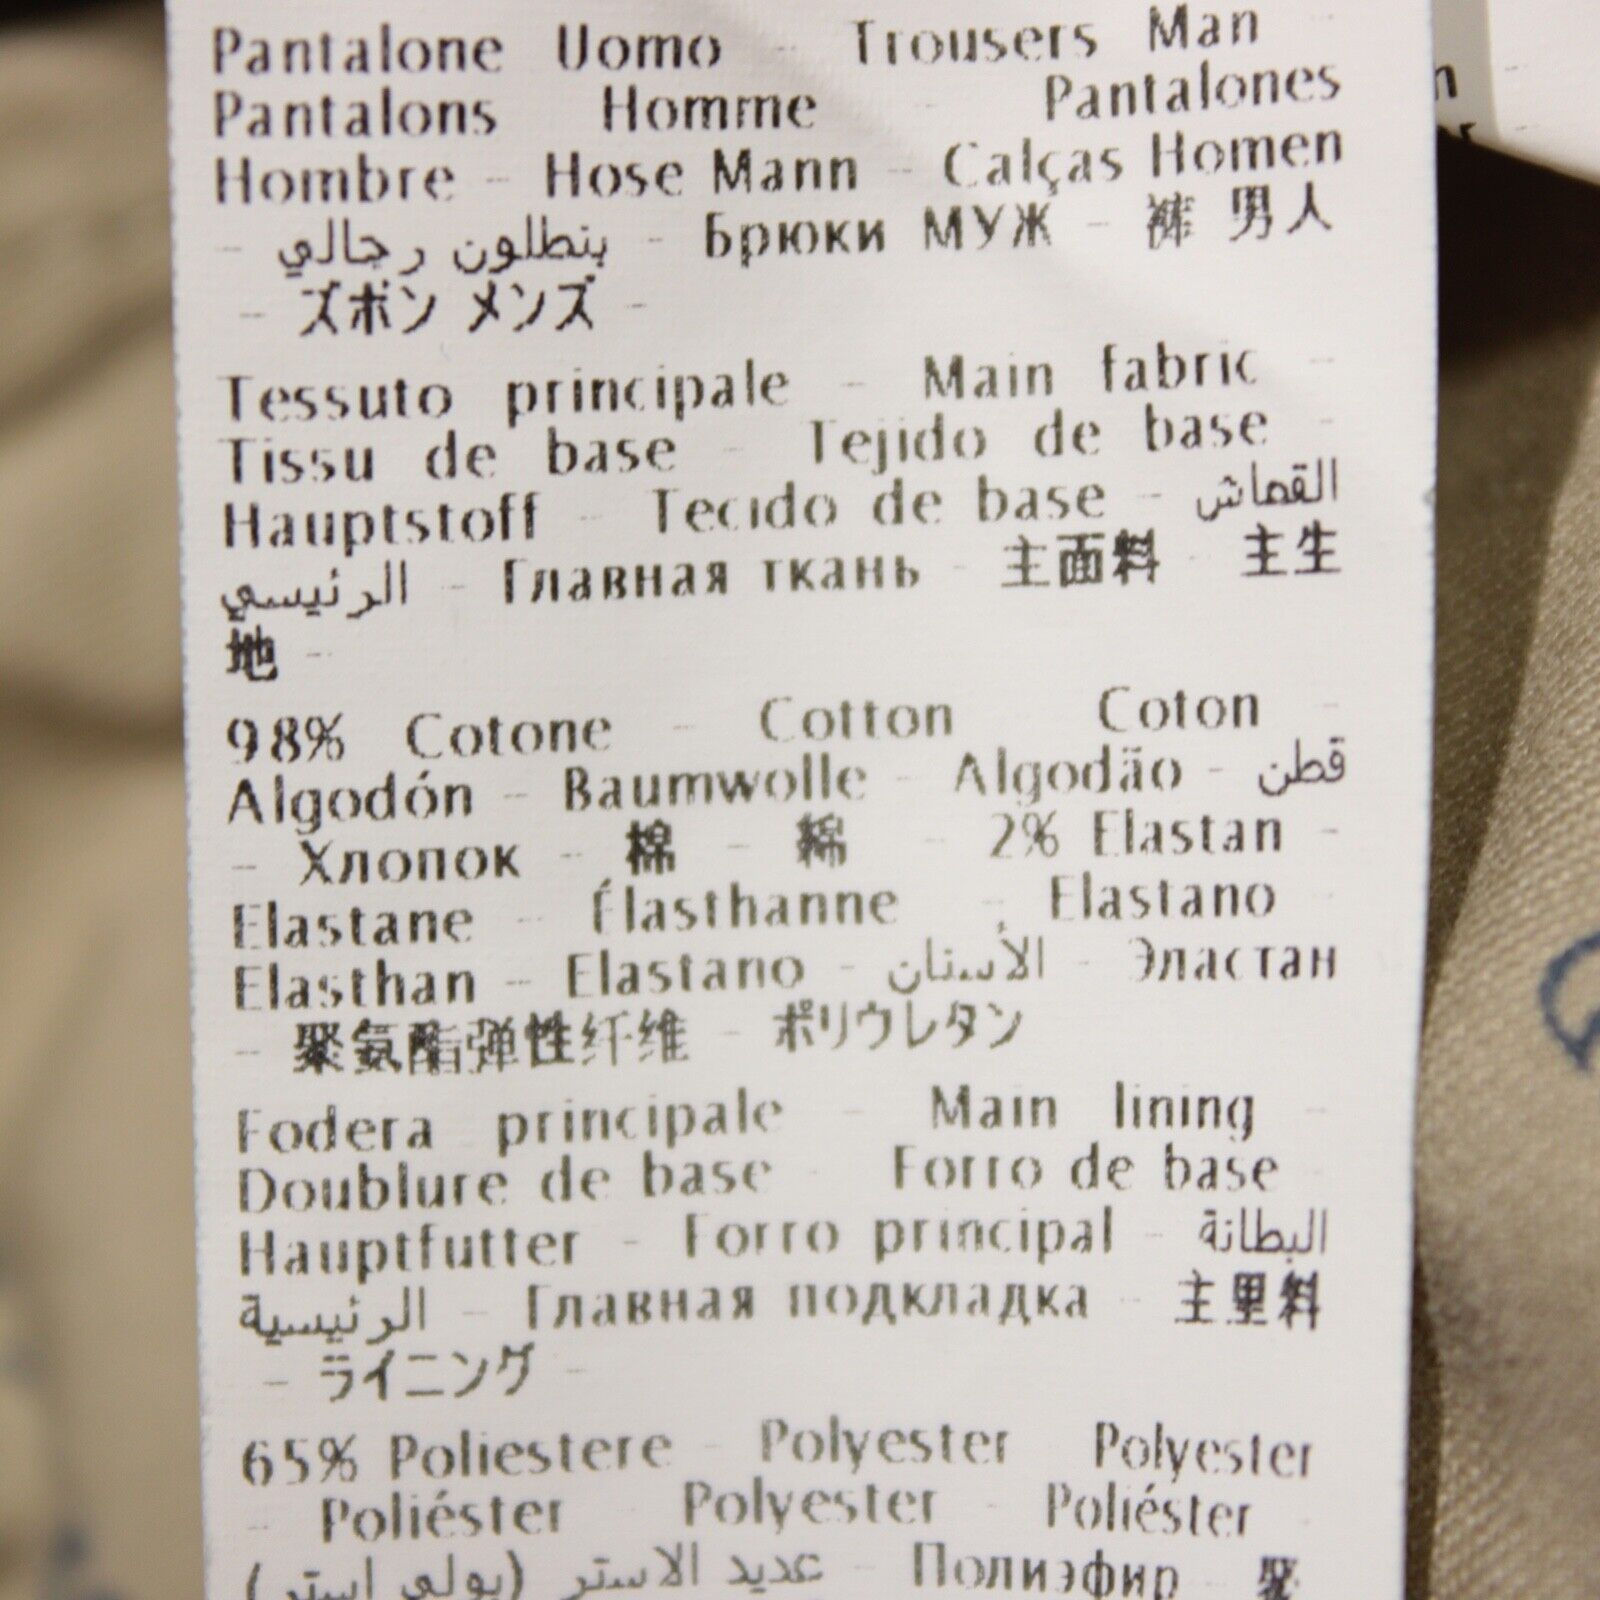 Pantalone Uomo - Trousers Man -
Pantalons Homme - Pantalones
Hombre - Hose Mann - Calças Homen
- بنطلون رجالي - Брюки МУЖ - 裤 男人
- ズボン メンズ -
Tessuto principale - Main fabric -
Tissu de base - Tejido de base -
Hauptstoff - Tecido de base - القماش
الرئيسي - Главная ткань - 主面料 - 主生
地 -
98% Cotone - Cotton - Coton -
Algodón - Baumwolle - Algodão - قطن
- Хлопок - 棉 - 綿 - 2% Elastan -
Elastane - Élasthanne - Elastano -
Elasthan - Elastano - الأستان - Эластан
- 聚氨酯弹性纤维 - ポリウレタン
Fodera principale - Main lining -
Doublure de base - Forro de base -
Hauptfutter - Forro principal - البطانة
الرئيسية - Главная подкладка - 主里料
- ライニング -
65% Poliestere - Polyester - Polyester
- Poliéster - Polyester - Poliéster -
عديد الاستر (بولي استر) - Полиэфир - 聚